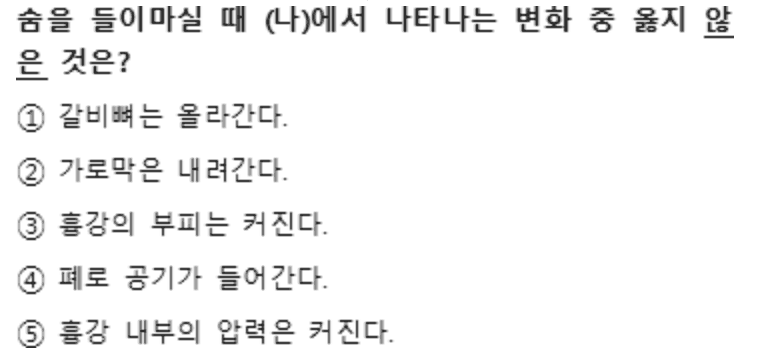 숨을 들이마실 때 (나)에서 나타나는 변화 중 옳지 않
은 것은?
① 갈비뼈는 올라간다.
② 가로막은 내려간다.
③ 흉강의 부피는 커진다.
④ 폐로 공기가 들어간다.
⑤ 흉강 내부의 압력은 커진다.